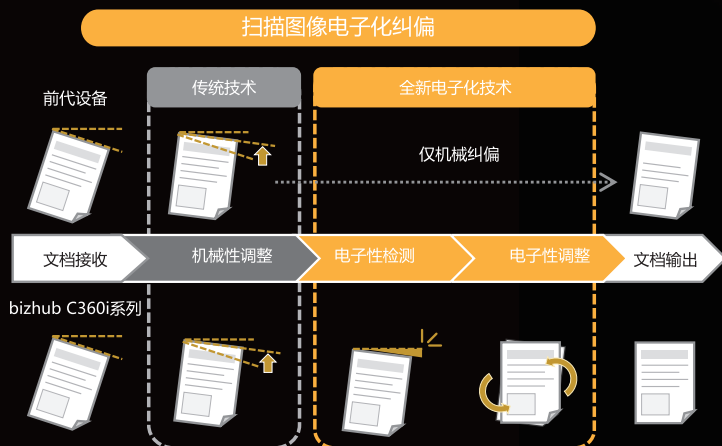 扫描图像电子化纠偏
传统技术
全新电子化技术
前代设备
仅机械纠偏
文档接收
机械性调整
电子性检测
电子性调整
文档输出
bizhub C360i系列